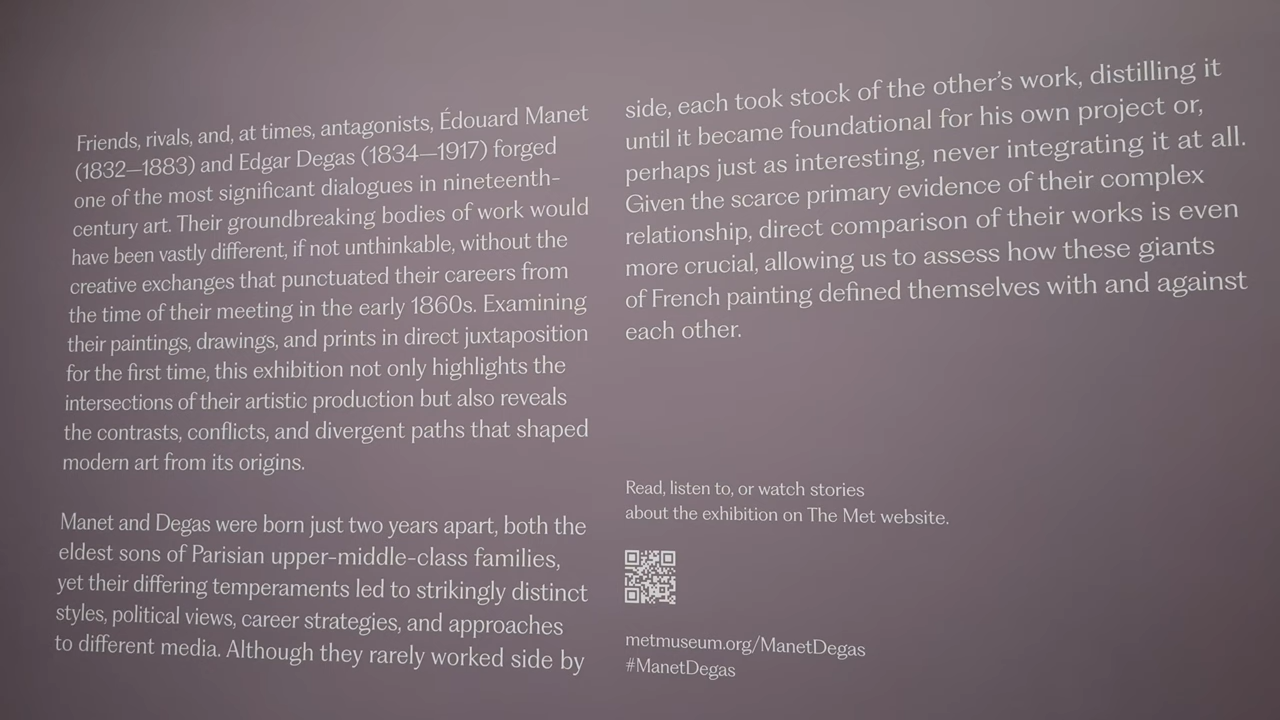 Friends, rivals, and, at times, antagonists, Édouard Manet
(1832—1883) and Edgar Degas (1834—1917) forged
one of the most significant dialogues in nineteenth-
century art. Their groundbreaking bodies of work would
have been vastly different, if not unthinkable, without the
creative exchanges that punctuated their careers from
the time of their meeting in the early 1860s. Examining
their paintings, drawings, and prints in direct juxtaposition
for the first time, this exhibition not only highlights the
intersections of their artistic production but also reveals
the contrasts, conflicts, and divergent paths that shaped
modern art from its origins.
Manet and Degas were born just two years apart, both the
eldest sons of Parisian upper-middle-class families,
yet their differing temperaments led to strikingly distinct
styles, political views, career strategies, and approaches
to different media. Although they rarely worked side by
side, each took stock of the other’s work, distilling it
until it became foundational for his own project or,
perhaps just as interesting, never integrating it at all.
Given the scarce primary evidence of their complex
relationship, direct comparison of their works is even
more crucial, allowing us to assess how these giants
of French painting defined themselves with and against
each other.
Read, listen to, or watch stories
about the exhibition on The Met website.
metmuseum.org/ManetDegas
#ManetDegas